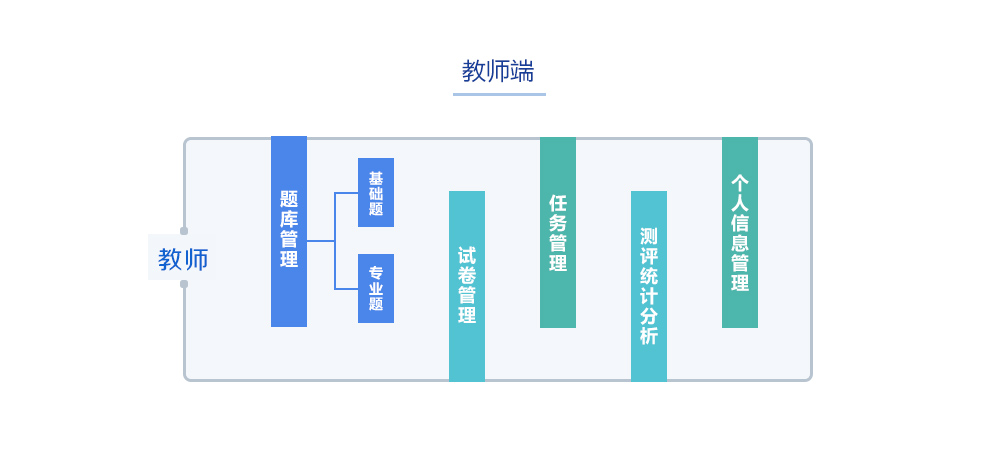 教师端
教师
题库管理
基础题
专业题
试卷管理
任务管理
测评统计分析
个人信息管理